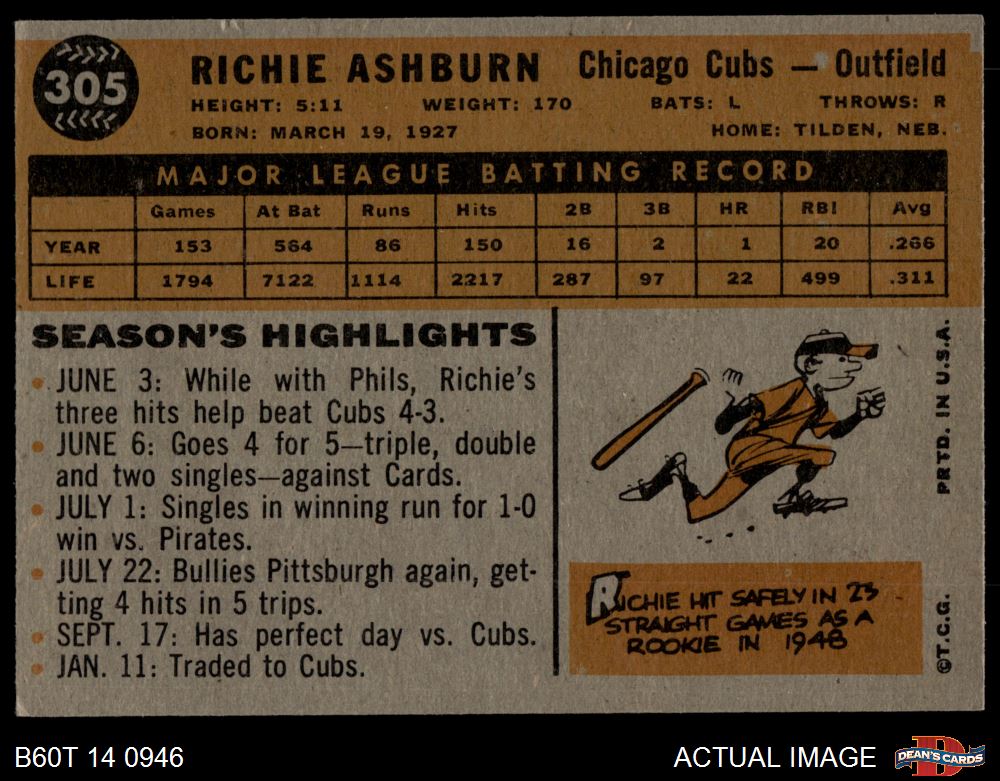 305
RICHIE ASHBURN Chicago Cubs — Outfield
HEIGHT: 5:11 WEIGHT: 170 BATS: L THROWS: R
BORN: MARCH 19, 1927 HOME: TILDEN, NEB.
MAJOR LEAGUE BATTING RECORD
Games At Bat Runs Hits 2B 3B HR RBI Avg
YEAR 153 564 86 150 16 2 1 20 .266
LIFE 1794 7122 1114 2217 287 97 22 499 .311
SEASON'S HIGHLIGHTS
• JUNE 3: While with Phils, Richie's
three hits help beat Cubs 4-3.
• JUNE 6: Goes 4 for 5—triple, double
and two singles—against Cards.
• JULY 1: Singles in winning run for 1-0
win vs. Pirates.
• JULY 22: Bullies Pittsburgh again, get-
ting 4 hits in 5 trips.
• SEPT. 17: Has perfect day vs. Cubs.
• JAN. 11: Traded to Cubs.
RICHIE HIT SAFELY IN 23
STRAIGHT GAMES AS A
ROOKIE IN 1948
PRTD. IN U.S.A.
©T.C.G.
B60T 14 0946
ACTUAL IMAGE
D
DEAN'S CARDS